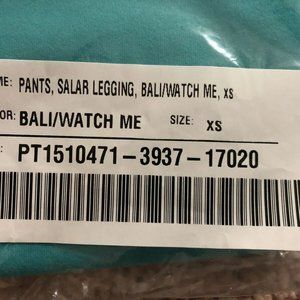 ME: PANTS, SALAR LEGGING, BALI/WATCH ME, XS
OR: BALI/WATCH ME SIZE: XS
: PT1510471-3937-17020